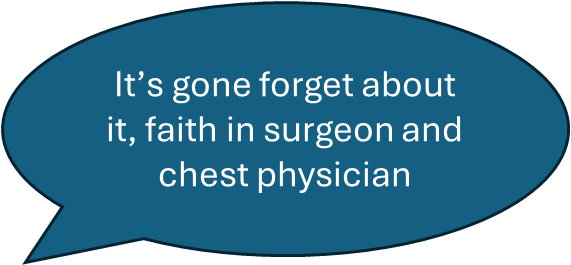 It’s gone forget about
it, faith in surgeon and
chest physician